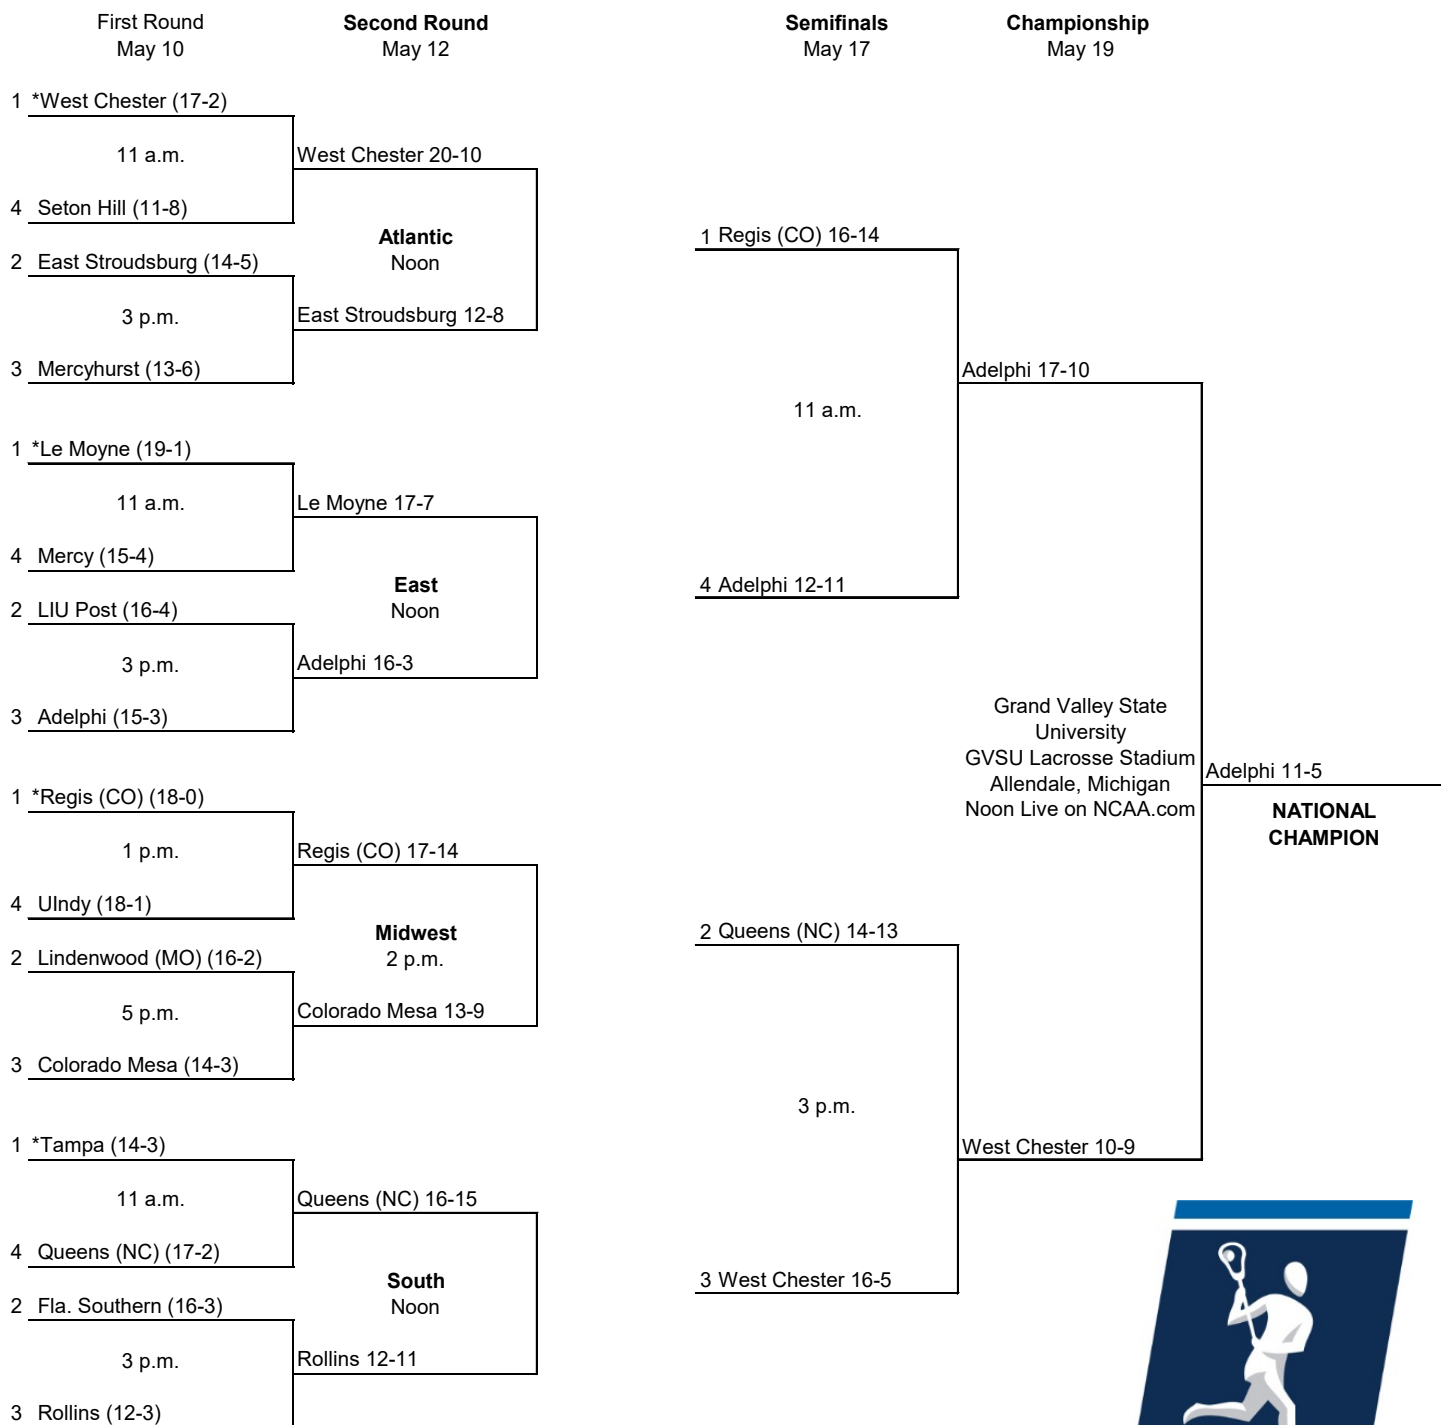 First Round
May 10
Second Round
May 12
Semifinals
May 17
Championship
May 19
1 *West Chester (17-2)
11 a.m.
West Chester 20-10
4 Seton Hill (11-8)
Atlantic
Noon
2 East Stroudsburg (14-5)
3 p.m.
East Stroudsburg 12-8
3 Mercyhurst (13-6)
1 *Le Moyne (19-1)
11 a.m.
Le Moyne 17-7
4 Mercy (15-4)
East
Noon
2 LIU Post (16-4)
3 p.m.
Adelphi 16-3
3 Adelphi (15-3)
1 *Regis (CO) (18-0)
1 p.m.
Regis (CO) 17-14
4 UIndy (18-1)
Midwest
2 p.m.
2 Lindenwood (MO) (16-2)
5 p.m.
Colorado Mesa 13-9
3 Colorado Mesa (14-3)
1 *Tampa (14-3)
11 a.m.
Queens (NC) 16-15
4 Queens (NC) (17-2)
South
Noon
2 Fla. Southern (16-3)
3 p.m.
Rollins 12-11
3 Rollins (12-3)
1 Regis (CO) 16-14
11 a.m.
4 Adelphi 12-11
Adelphi 17-10
2 Queens (NC) 14-13
3 p.m.
3 West Chester 16-5
West Chester 10-9
Grand Valley State
University
GVSU Lacrosse Stadium
Allendale, Michigan
Noon Live on NCAA.com
Adelphi 11-5
NATIONAL
CHAMPION